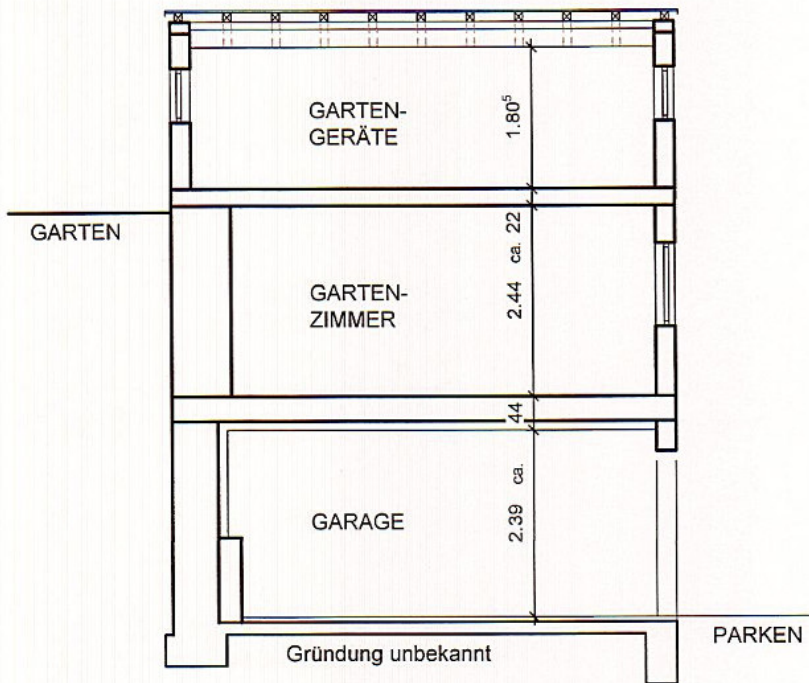 GARTEN-
GERÄTE
1.80⁵
GARTEN
ca. 22
GARTEN-
ZIMMER
2.44
44
GARAGE
2.39 ca.
PARKEN
Gründung unbekannt